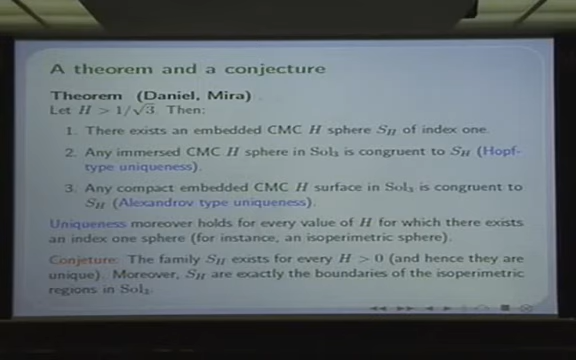 A theorem and a conjecture
Theorem (Daniel, Mira)
Let H > 1/√3. Then:
1. There exists an embedded CMC H sphere S_H of index one.
2. Any immersed CMC H sphere in Sol₃ is congruent to S_H (Hopf-
type uniqueness).
3. Any compact embedded CMC H surface in Sol₃ is congruent to
S_H (Alexandrov type uniqueness).
Uniqueness moreover holds for every value of H for which there exists
an index one sphere (for instance, an isoperimetric sphere).
Conjeture: The family S_H exists for every H > 0 (and hence they are
unique). Moreover, S_H are exactly the boundaries of the isoperimetric
regions in Sol₃.